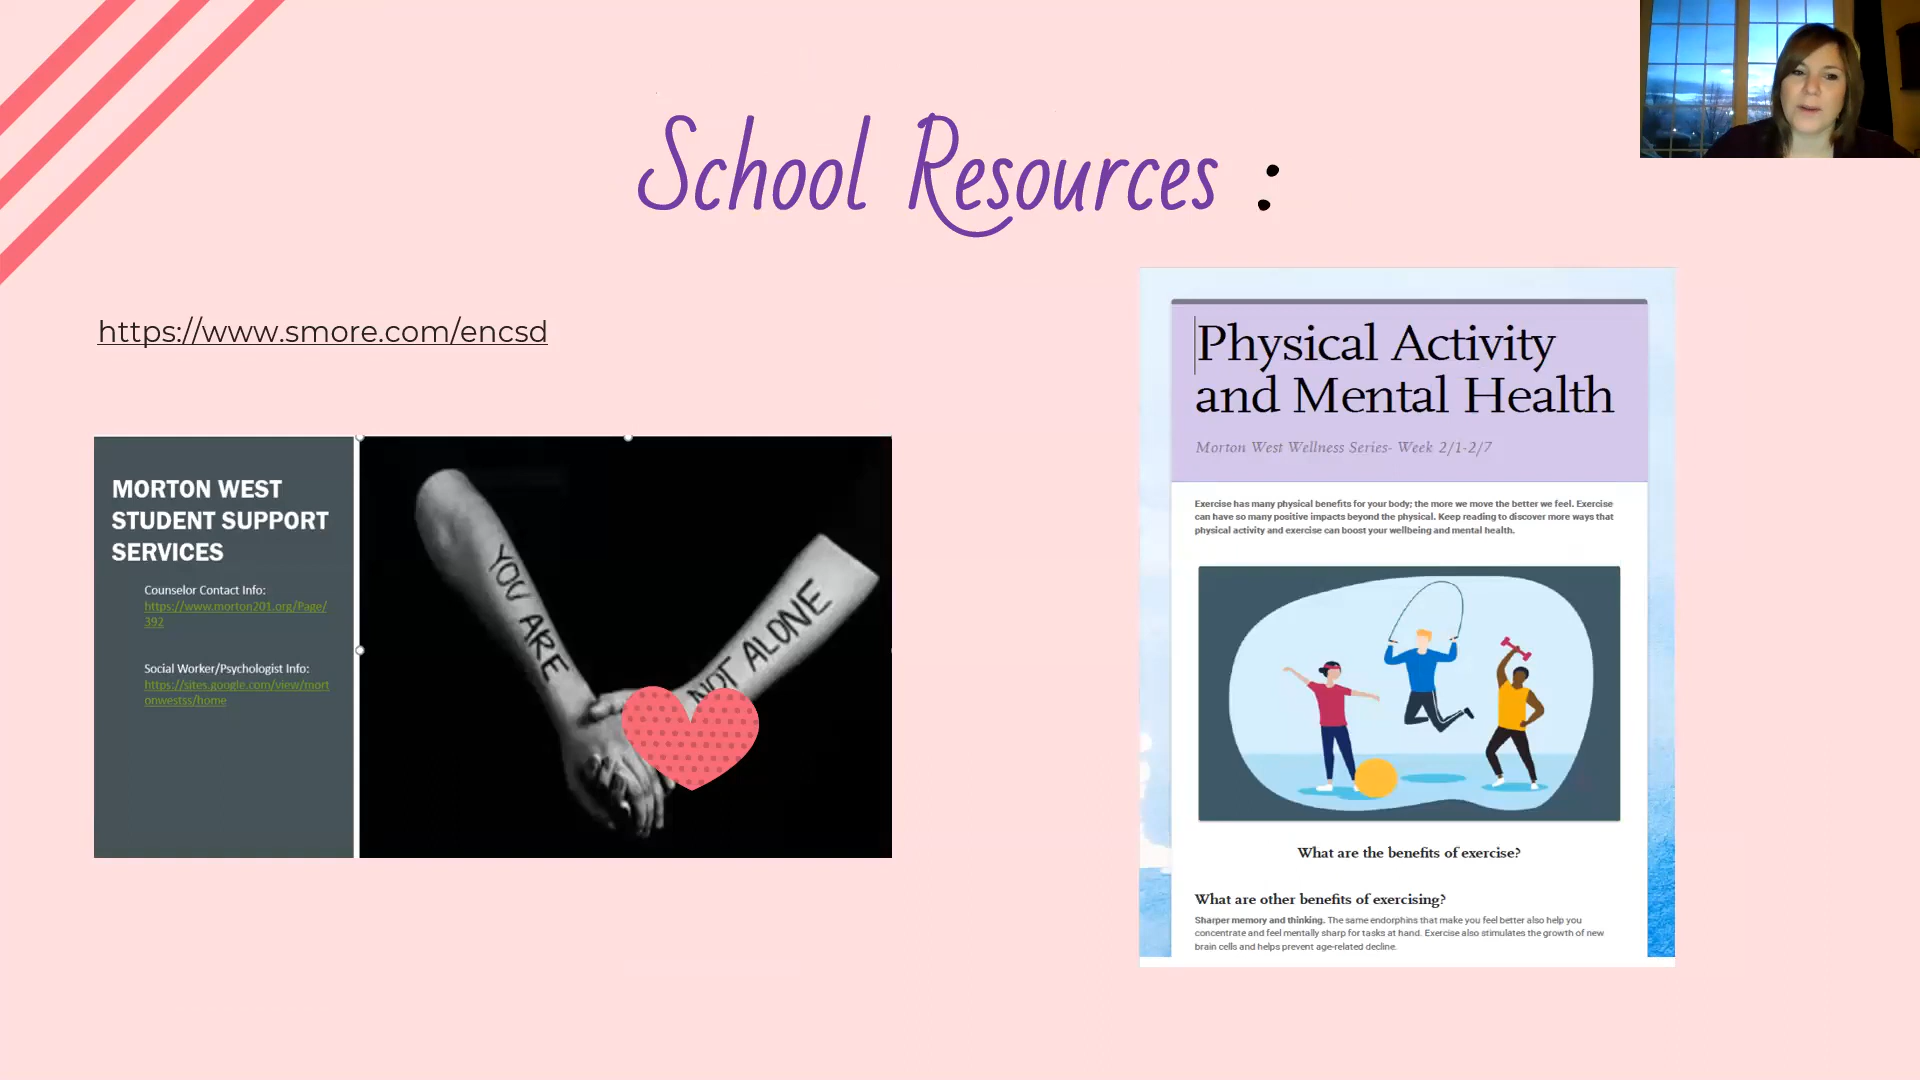 School Resources :
https://www.smore.com/encsd
MORTON WEST
STUDENT SUPPORT
SERVICES
Counselor Contact Info:
https://www.morton201.org/Page/
392
Social Worker/Psychologist Info:
https://sites.google.com/view/mort
onwestss/home
YOU ARE
NOT ALONE
Physical Activity
and Mental Health
Morton West Wellness Series- Week 2/1-2/7
Exercise has many physical benefits for your body; the more we move the better we feel. Exercise
can have so many positive impacts beyond the physical. Keep reading to discover more ways that
physical activity and exercise can boost your wellbeing and mental health.
What are the benefits of exercise?
What are other benefits of exercising?
Sharper memory and thinking. The same endorphins that make you feel better also help you
concentrate and feel mentally sharp for tasks at hand. Exercise also stimulates the growth of new
brain cells and helps prevent age-related decline.